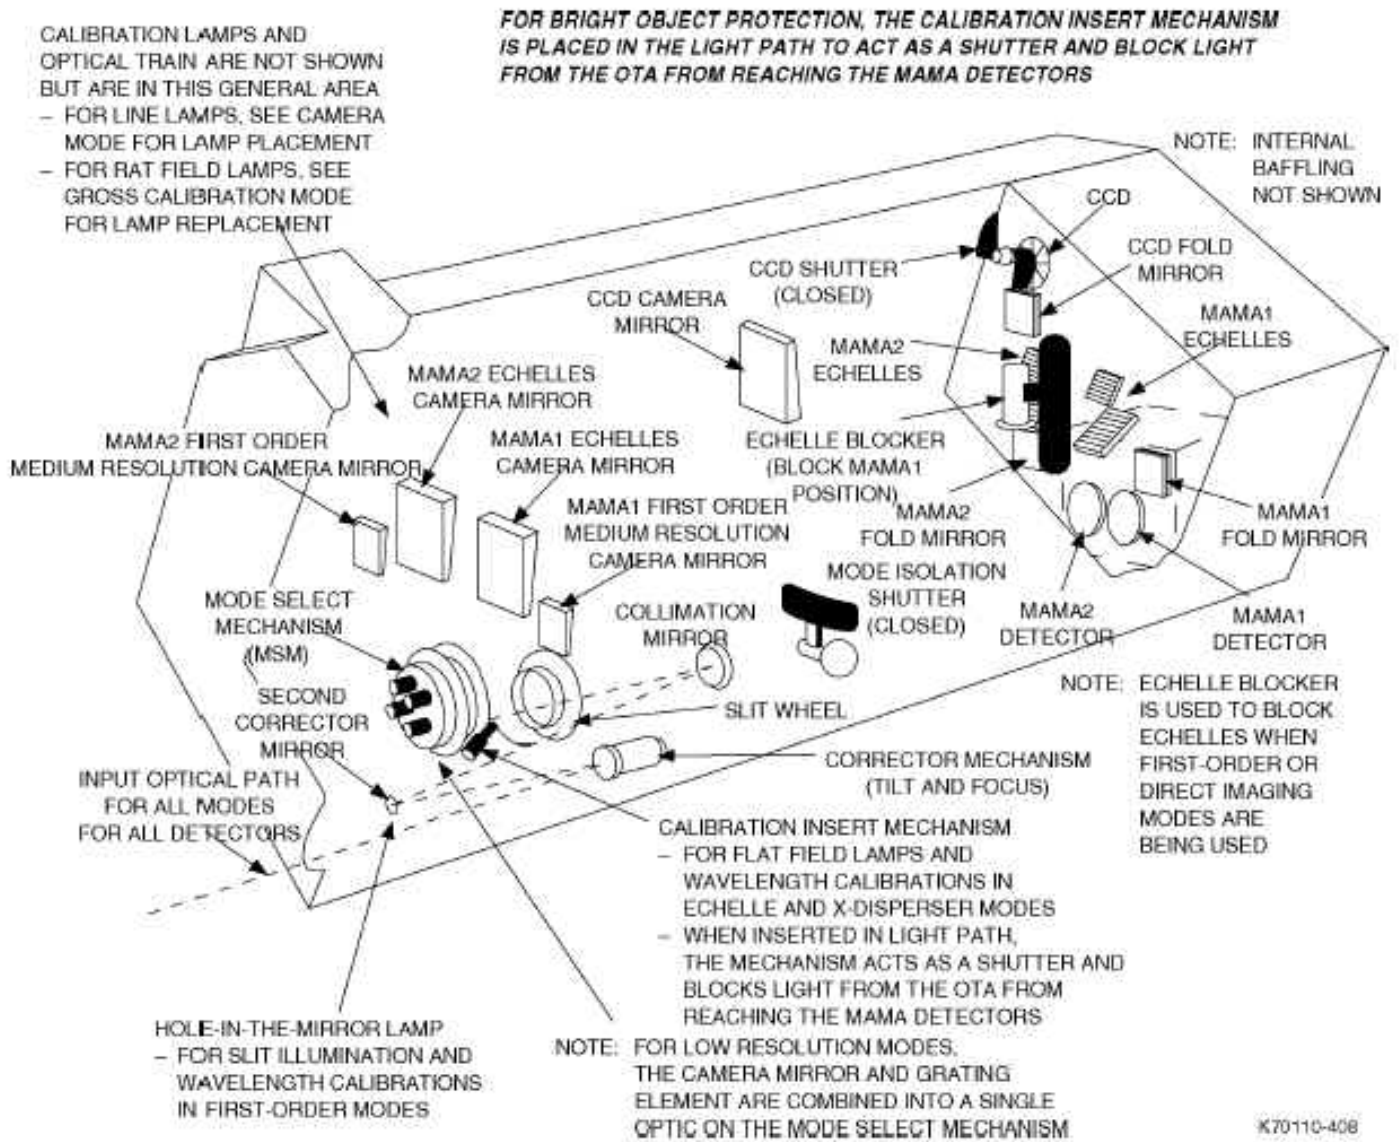 FOR BRIGHT OBJECT PROTECTION, THE CALIBRATION INSERT MECHANISM
IS PLACED IN THE LIGHT PATH TO ACT AS A SHUTTER AND BLOCK LIGHT
FROM THE OTA FROM REACHING THE MAMA DETECTORS
CALIBRATION LAMPS AND
OPTICAL TRAIN ARE NOT SHOWN
BUT ARE IN THIS GENERAL AREA
– FOR LINE LAMPS, SEE CAMERA
MODE FOR LAMP PLACEMENT
– FOR RAT FIELD LAMPS, SEE
GROSS CALIBRATION MODE
FOR LAMP REPLACEMENT
NOTE: INTERNAL
BAFFLING
NOT SHOWN
CCD
CCD FOLD
MIRROR
CCD SHUTTER
(CLOSED)
CCD CAMERA
MIRROR
MAMA1
ECHELLES
MAMA2
ECHELLES
MAMA2 ECHELLES
CAMERA MIRROR
MAMA2 FIRST ORDER
MEDIUM RESOLUTION CAMERA MIRROR
MAMA1 ECHELLES
CAMERA MIRROR
ECHELLE BLOCKER
(BLOCK MAMA1
POSITION)
MAMA1 FIRST ORDER
MEDIUM RESOLUTION
CAMERA MIRROR
MAMA2
FOLD MIRROR
MAMA1
FOLD MIRROR
MODE ISOLATION
SHUTTER
(CLOSED)
MAMA2
DETECTOR
MAMA1
DETECTOR
MODE SELECT
MECHANISM
(MSM)
COLLIMATION
MIRROR
SECOND
CORRECTOR
MIRROR
SLIT WHEEL
NOTE: ECHELLE BLOCKER
IS USED TO BLOCK
ECHELLES WHEN
FIRST-ORDER OR
DIRECT IMAGING
MODES ARE
BEING USED
INPUT OPTICAL PATH
FOR ALL MODES
FOR ALL DETECTORS
CORRECTOR MECHANISM
(TILT AND FOCUS)
CALIBRATION INSERT MECHANISM
– FOR FLAT FIELD LAMPS AND
WAVELENGTH CALIBRATIONS IN
ECHELLE AND X-DISPERSER MODES
– WHEN INSERTED IN LIGHT PATH,
THE MECHANISM ACTS AS A SHUTTER AND
BLOCKS LIGHT FROM THE OTA FROM
REACHING THE MAMA DETECTORS
HOLE-IN-THE-MIRROR LAMP
– FOR SLIT ILLUMINATION AND
WAVELENGTH CALIBRATIONS
IN FIRST-ORDER MODES
NOTE: FOR LOW RESOLUTION MODES,
THE CAMERA MIRROR AND GRATING
ELEMENT ARE COMBINED INTO A SINGLE
OPTIC ON THE MODE SELECT MECHANISM
K70110-408